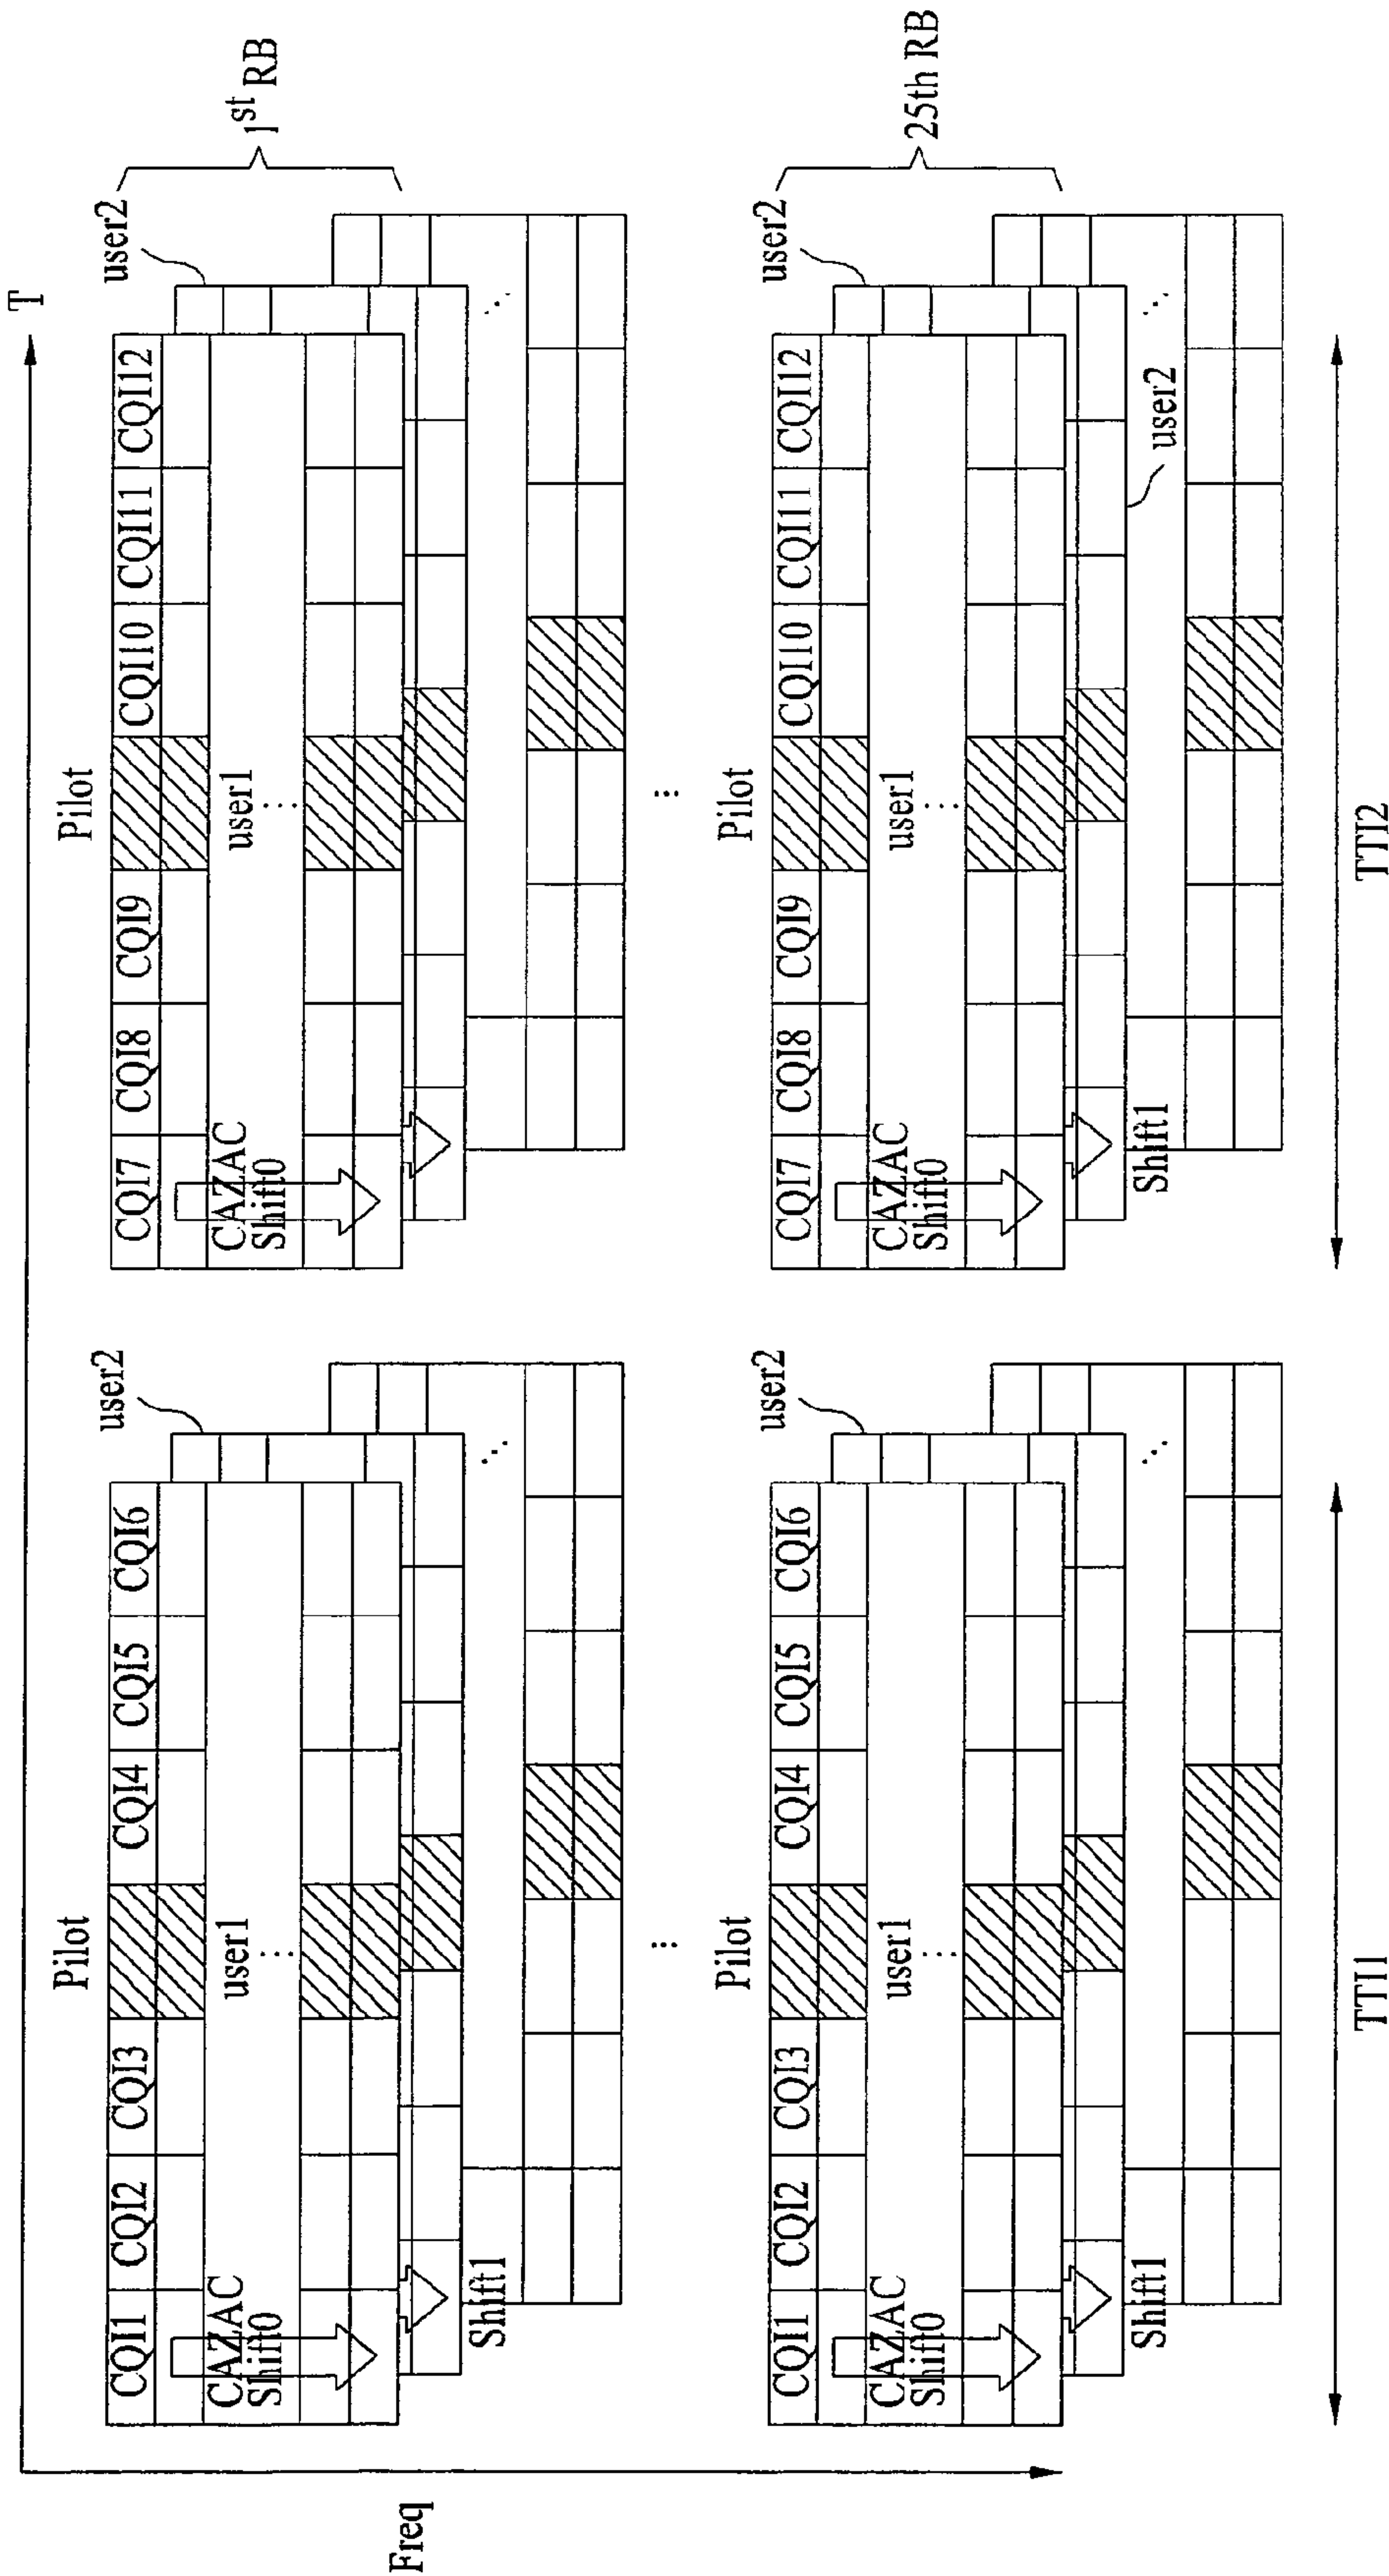 T
Freq
Pilot
CQI1 CQI2 CQI3 CQI4 CQI5 CQI6
user2
user1
⋮
CAZAC
Shift0
Shift1
⋱
Pilot
CQI7 CQI8 CQI9 CQI10 CQI11 CQI12
user2
1st RB
user1
⋮
CAZAC
Shift0
⋱
⋮
⋮
Pilot
CQI1 CQI2 CQI3 CQI4 CQI5 CQI6
user2
user1
⋮
CAZAC
Shift0
Shift1
⋱
Pilot
CQI7 CQI8 CQI9 CQI10 CQI11 CQI12
user2
25th RB
user1
⋮
CAZAC
Shift0
Shift1
user2
⋱
TTI1
TTI2